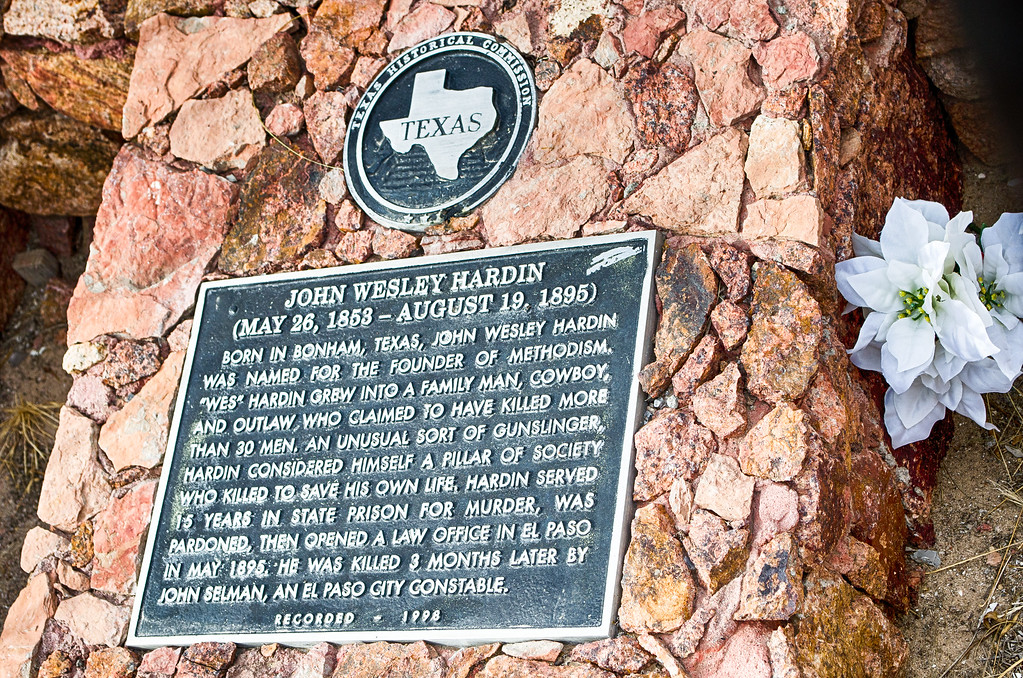 TEXAS HISTORICAL COMMISSION
TEXAS
JOHN WESLEY HARDIN
(MAY 26, 1853 – AUGUST 19, 1895)
BORN IN BONHAM, TEXAS, JOHN WESLEY HARDIN
WAS NAMED FOR THE FOUNDER OF METHODISM.
"WES" HARDIN GREW INTO A FAMILY MAN, COWBOY,
AND OUTLAW WHO CLAIMED TO HAVE KILLED MORE
THAN 30 MEN. AN UNUSUAL SORT OF GUNSLINGER,
HARDIN CONSIDERED HIMSELF A PILLAR OF SOCIETY
WHO KILLED TO SAVE HIS OWN LIFE. HARDIN SERVED
15 YEARS IN STATE PRISON FOR MURDER, WAS
PARDONED, THEN OPENED A LAW OFFICE IN EL PASO
IN MAY 1895. HE WAS KILLED 3 MONTHS LATER BY
JOHN SELMAN, AN EL PASO CITY CONSTABLE.
RECORDED – 1998